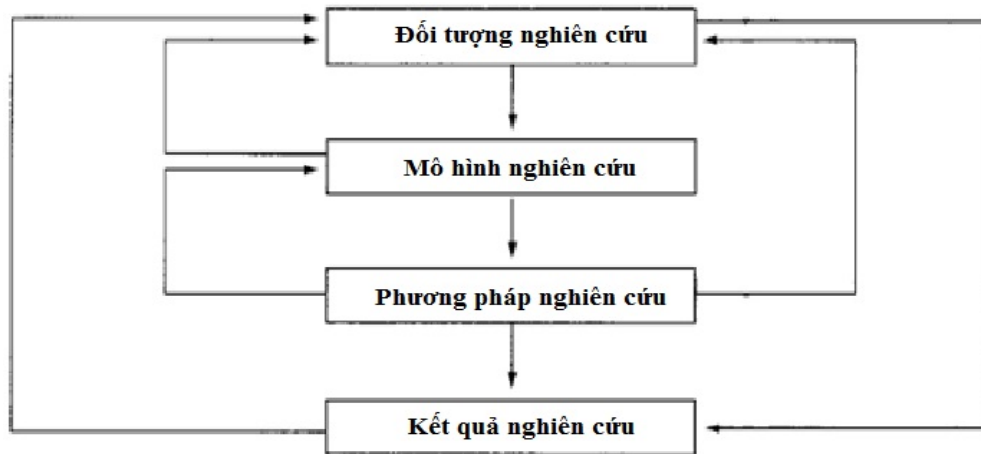 Đối tượng nghiên cứu
Mô hình nghiên cứu
Phương pháp nghiên cứu
Kết quả nghiên cứu